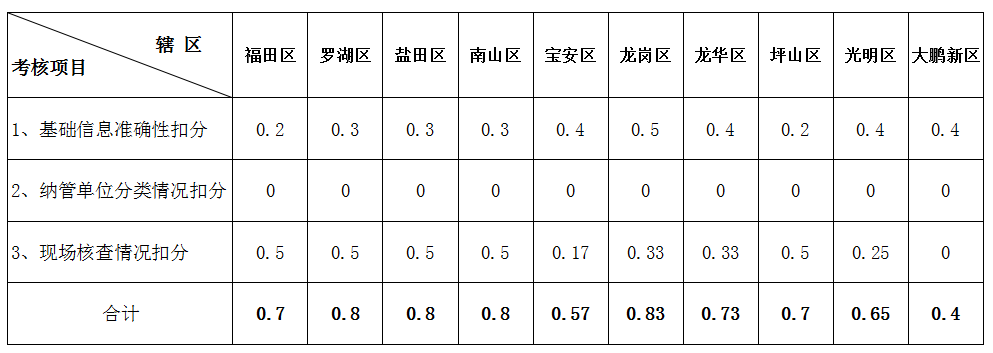 辖 区
考核项目
福田区 罗湖区 盐田区 南山区 宝安区 龙岗区 龙华区 坪山区 光明区 大鹏新区
1、基础信息准确性扣分 0.2 0.3 0.3 0.3 0.4 0.5 0.4 0.2 0.4 0.4
2、纳管单位分类情况扣分 0 0 0 0 0 0 0 0 0 0
3、现场核查情况扣分 0.5 0.5 0.5 0.5 0.17 0.33 0.33 0.5 0.25 0
合计 0.7 0.8 0.8 0.8 0.57 0.83 0.73 0.7 0.65 0.4